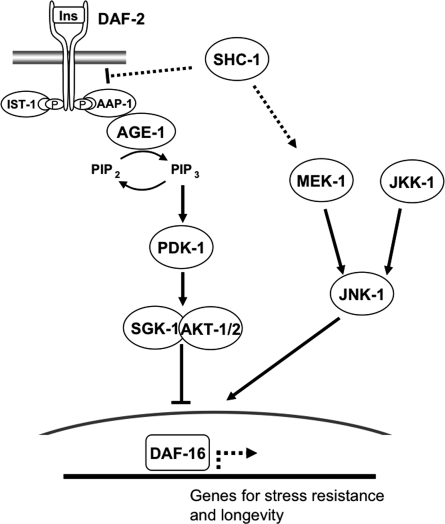 Ins
DAF-2
SHC-1
IST-1
P
P
AAP-1
AGE-1
PIP2
PIP3
MEK-1
JKK-1
PDK-1
JNK-1
SGK-1
AKT-1/2
DAF-16
Genes for stress resistance
and longevity